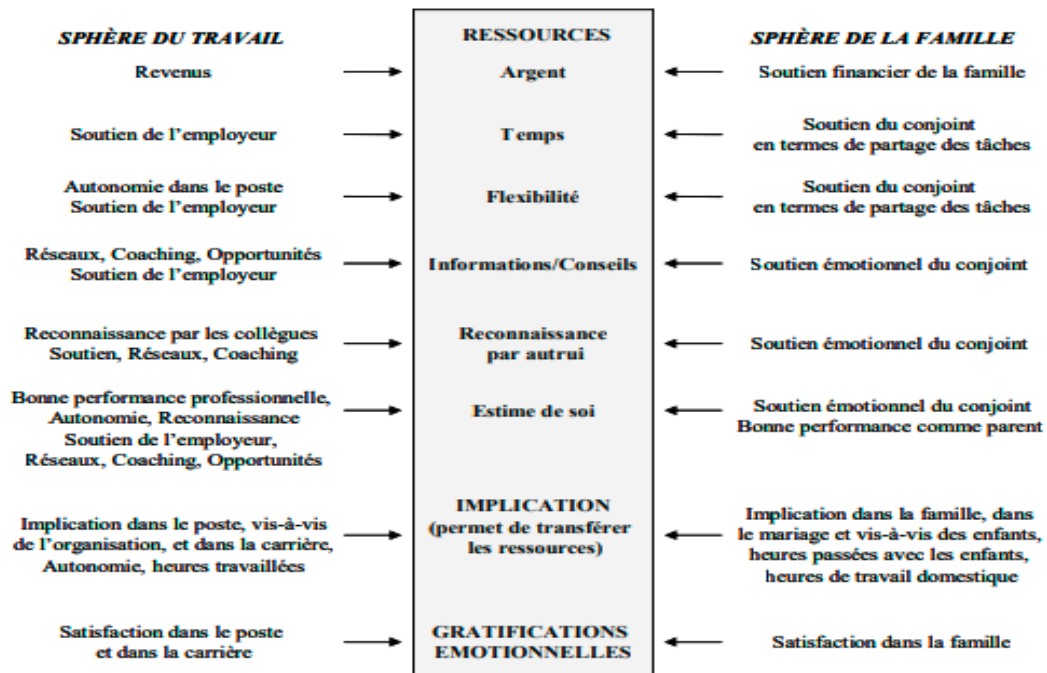 SPHÈRE DU TRAVAIL
RESSOURCES
SPHÈRE DE LA FAMILLE
Revenus
Argent
Soutien financier de la famille
Soutien de l'employeur
Temps
Soutien du conjoint
en termes de partage des tâches
Autonomie dans le poste
Soutien de l'employeur
Flexibilité
Soutien du conjoint
en termes de partage des tâches
Réseaux, Coaching, Opportunités
Soutien de l'employeur
Informations/Conseils
Soutien émotionnel du conjoint
Reconnaissance par les collègues
Soutien, Réseaux, Coaching
Reconnaissance
par autrui
Soutien émotionnel du conjoint
Bonne performance professionnelle,
Autonomie, Reconnaissance
Soutien de l'employeur,
Réseaux, Coaching, Opportunités
Estime de soi
Soutien émotionnel du conjoint
Bonne performance comme parent
Implication dans le poste, vis-à-vis
de l'organisation, et dans la carrière,
Autonomie, heures travaillées
IMPLICATION
(permet de transférer
les ressources)
Implication dans la famille, dans
le mariage et vis-à-vis des enfants,
heures passées avec les enfants,
heures de travail domestique
Satisfaction dans le poste
et dans la carrière
GRATIFICATIONS
EMOTIONNELLES
Satisfaction dans la famille